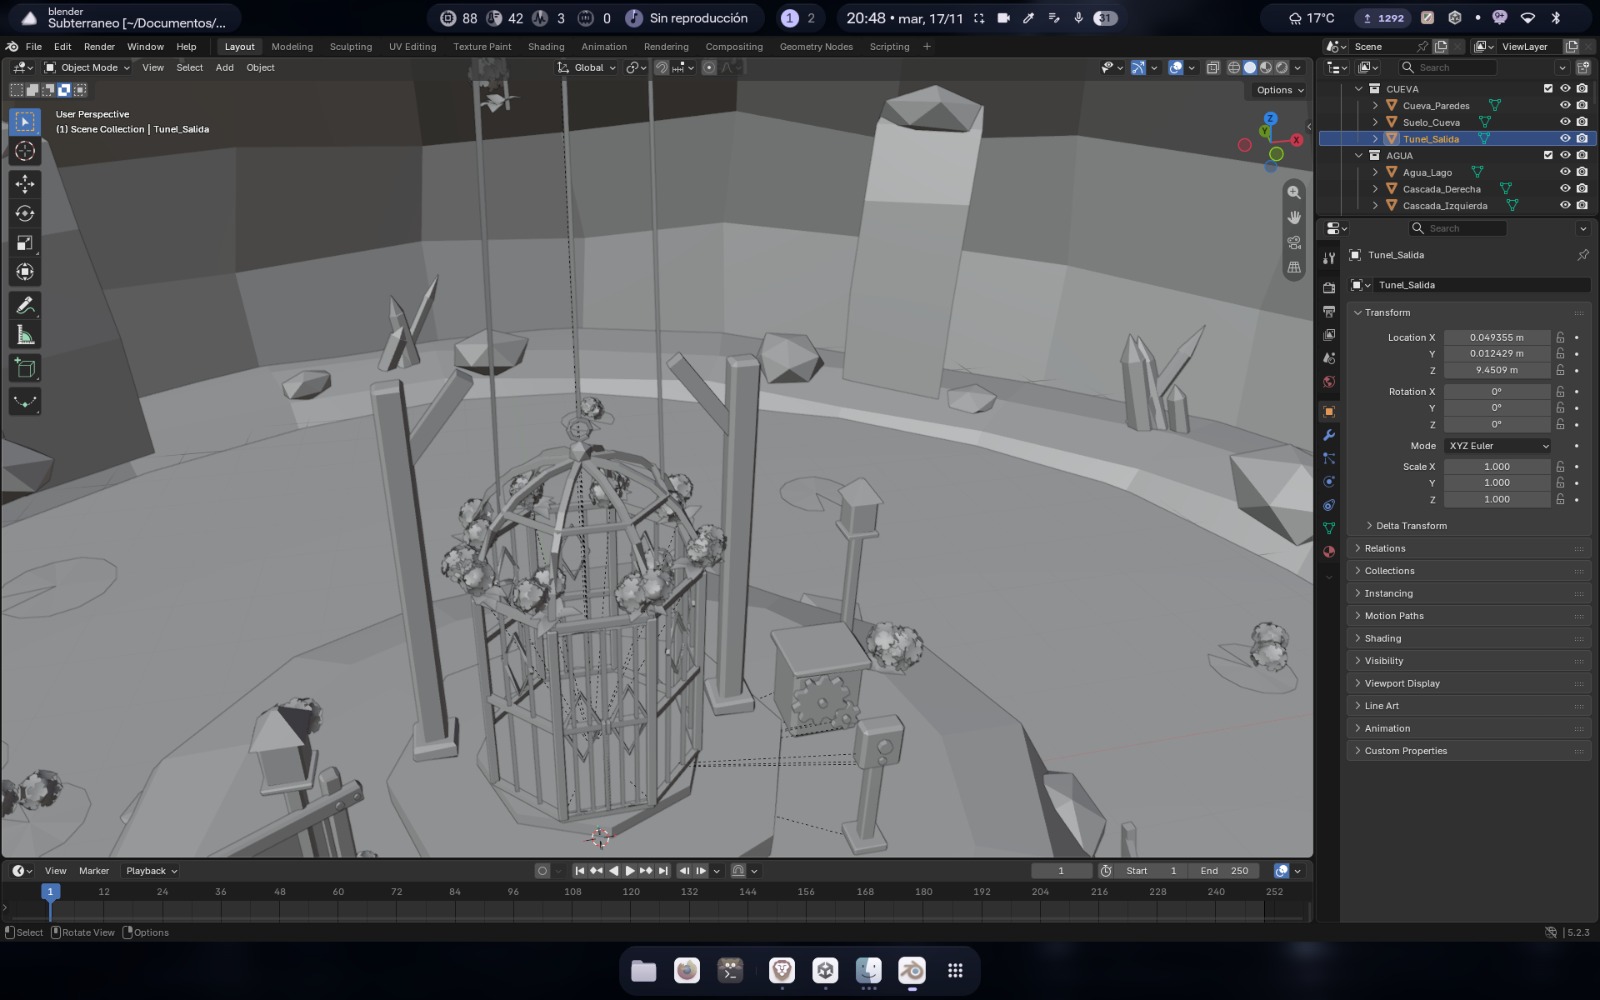 blender
Subterraneo [~/Documentos/...
88
42
3
0
Sin reproducción
1
2
20:48 • mar, 17/11
31
17°C
1292
File
Edit
Render
Window
Help
Layout
Modeling
Sculpting
UV Editing
Texture Paint
Shading
Animation
Rendering
Compositing
Geometry Nodes
Scripting
+
Scene
ViewLayer
Object Mode
View
Select
Add
Object
Global
Search
Options
User Perspective
(1) Scene Collection | Tunel_Salida
Z
Y
X
CUEVA
Cueva_Paredes
Suelo_Cueva
Tunel_Salida
AGUA
Agua_Lago
Cascada_Derecha
Cascada_Izquierda
Search
Tunel_Salida
Tunel_Salida
Transform
Location X
0.049355 m
Y
0.012429 m
Z
9.4509 m
Rotation X
0°
Y
0°
Z
0°
Mode
XYZ Euler
Scale X
1.000
Y
1.000
Z
1.000
Delta Transform
Relations
Collections
Instancing
Motion Paths
Shading
Visibility
Viewport Display
Line Art
Animation
Custom Properties
View
Marker
Playback
1
Start
1
End
250
1
12
24
36
48
60
72
84
96
108
120
132
144
156
168
180
192
204
216
228
240
252
Select
Rotate View
Options
5.2.3